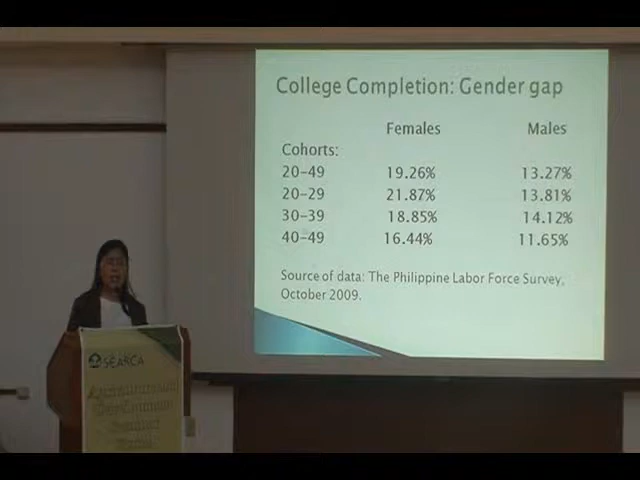 College Completion: Gender gap
Females Males
Cohorts:
20-49 19.26% 13.27%
20-29 21.87% 13.81%
30-39 18.85% 14.12%
40-49 16.44% 11.65%
Source of data: The Philippine Labor Force Survey,
October 2009.
SEARCA